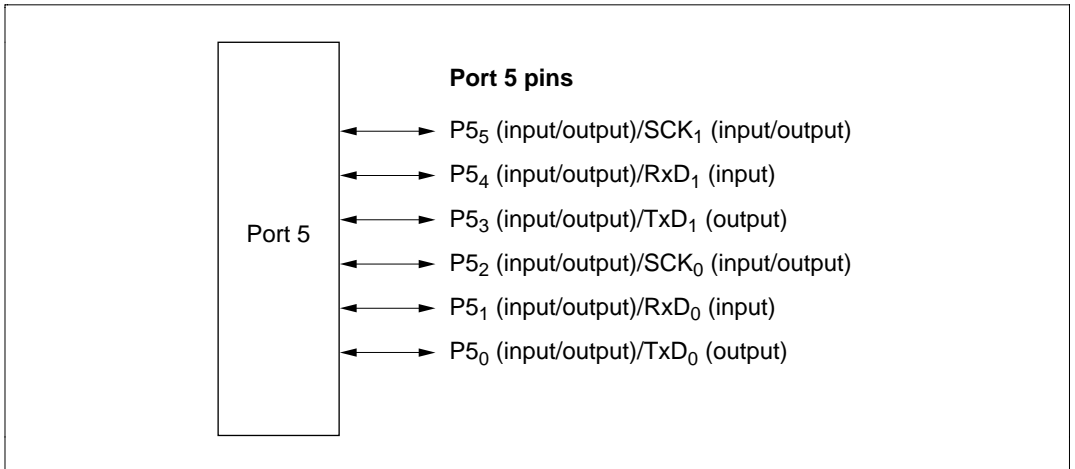 Port 5 pins
P5₅ (input/output)/SCK₁ (input/output)
P5₄ (input/output)/RxD₁ (input)
P5₃ (input/output)/TxD₁ (output)
Port 5
P5₂ (input/output)/SCK₀ (input/output)
P5₁ (input/output)/RxD₀ (input)
P5₀ (input/output)/TxD₀ (output)